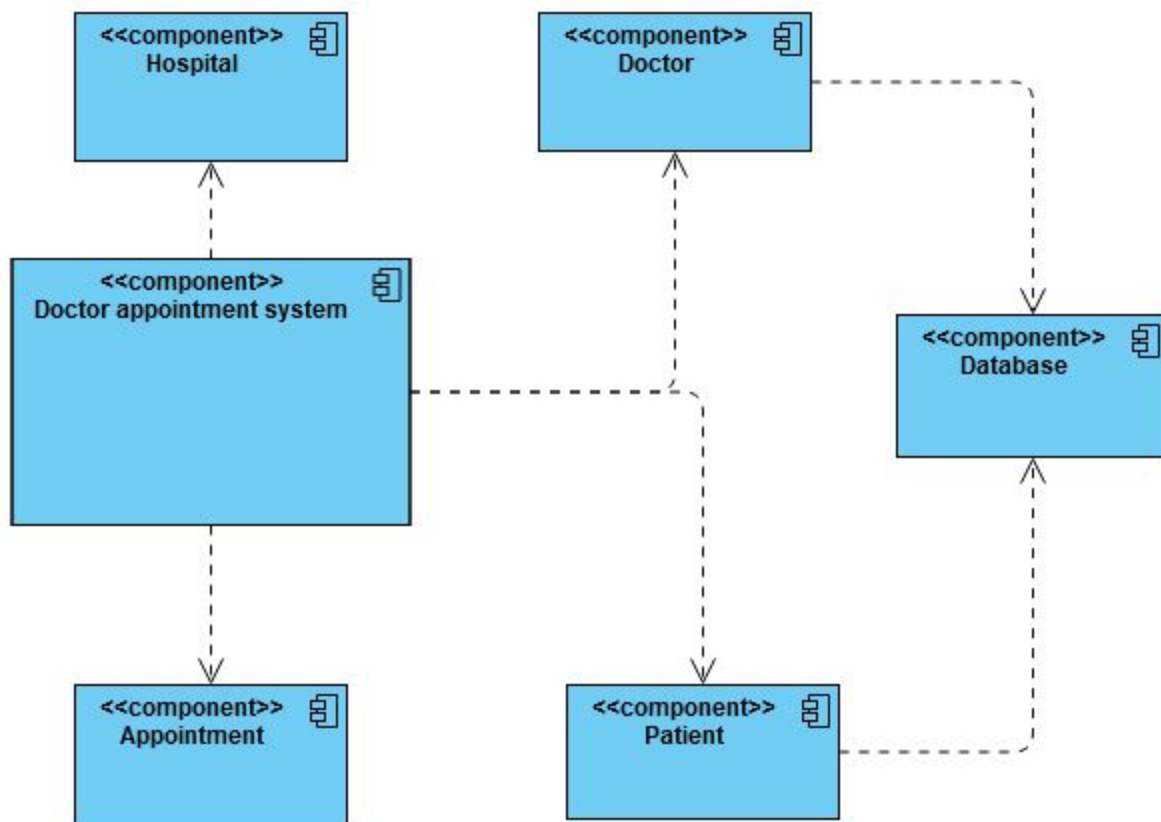 <<component>>
Hospital
<<component>>
Doctor
<<component>>
Doctor appointment system
<<component>>
Database
<<component>>
Appointment
<<component>>
Patient